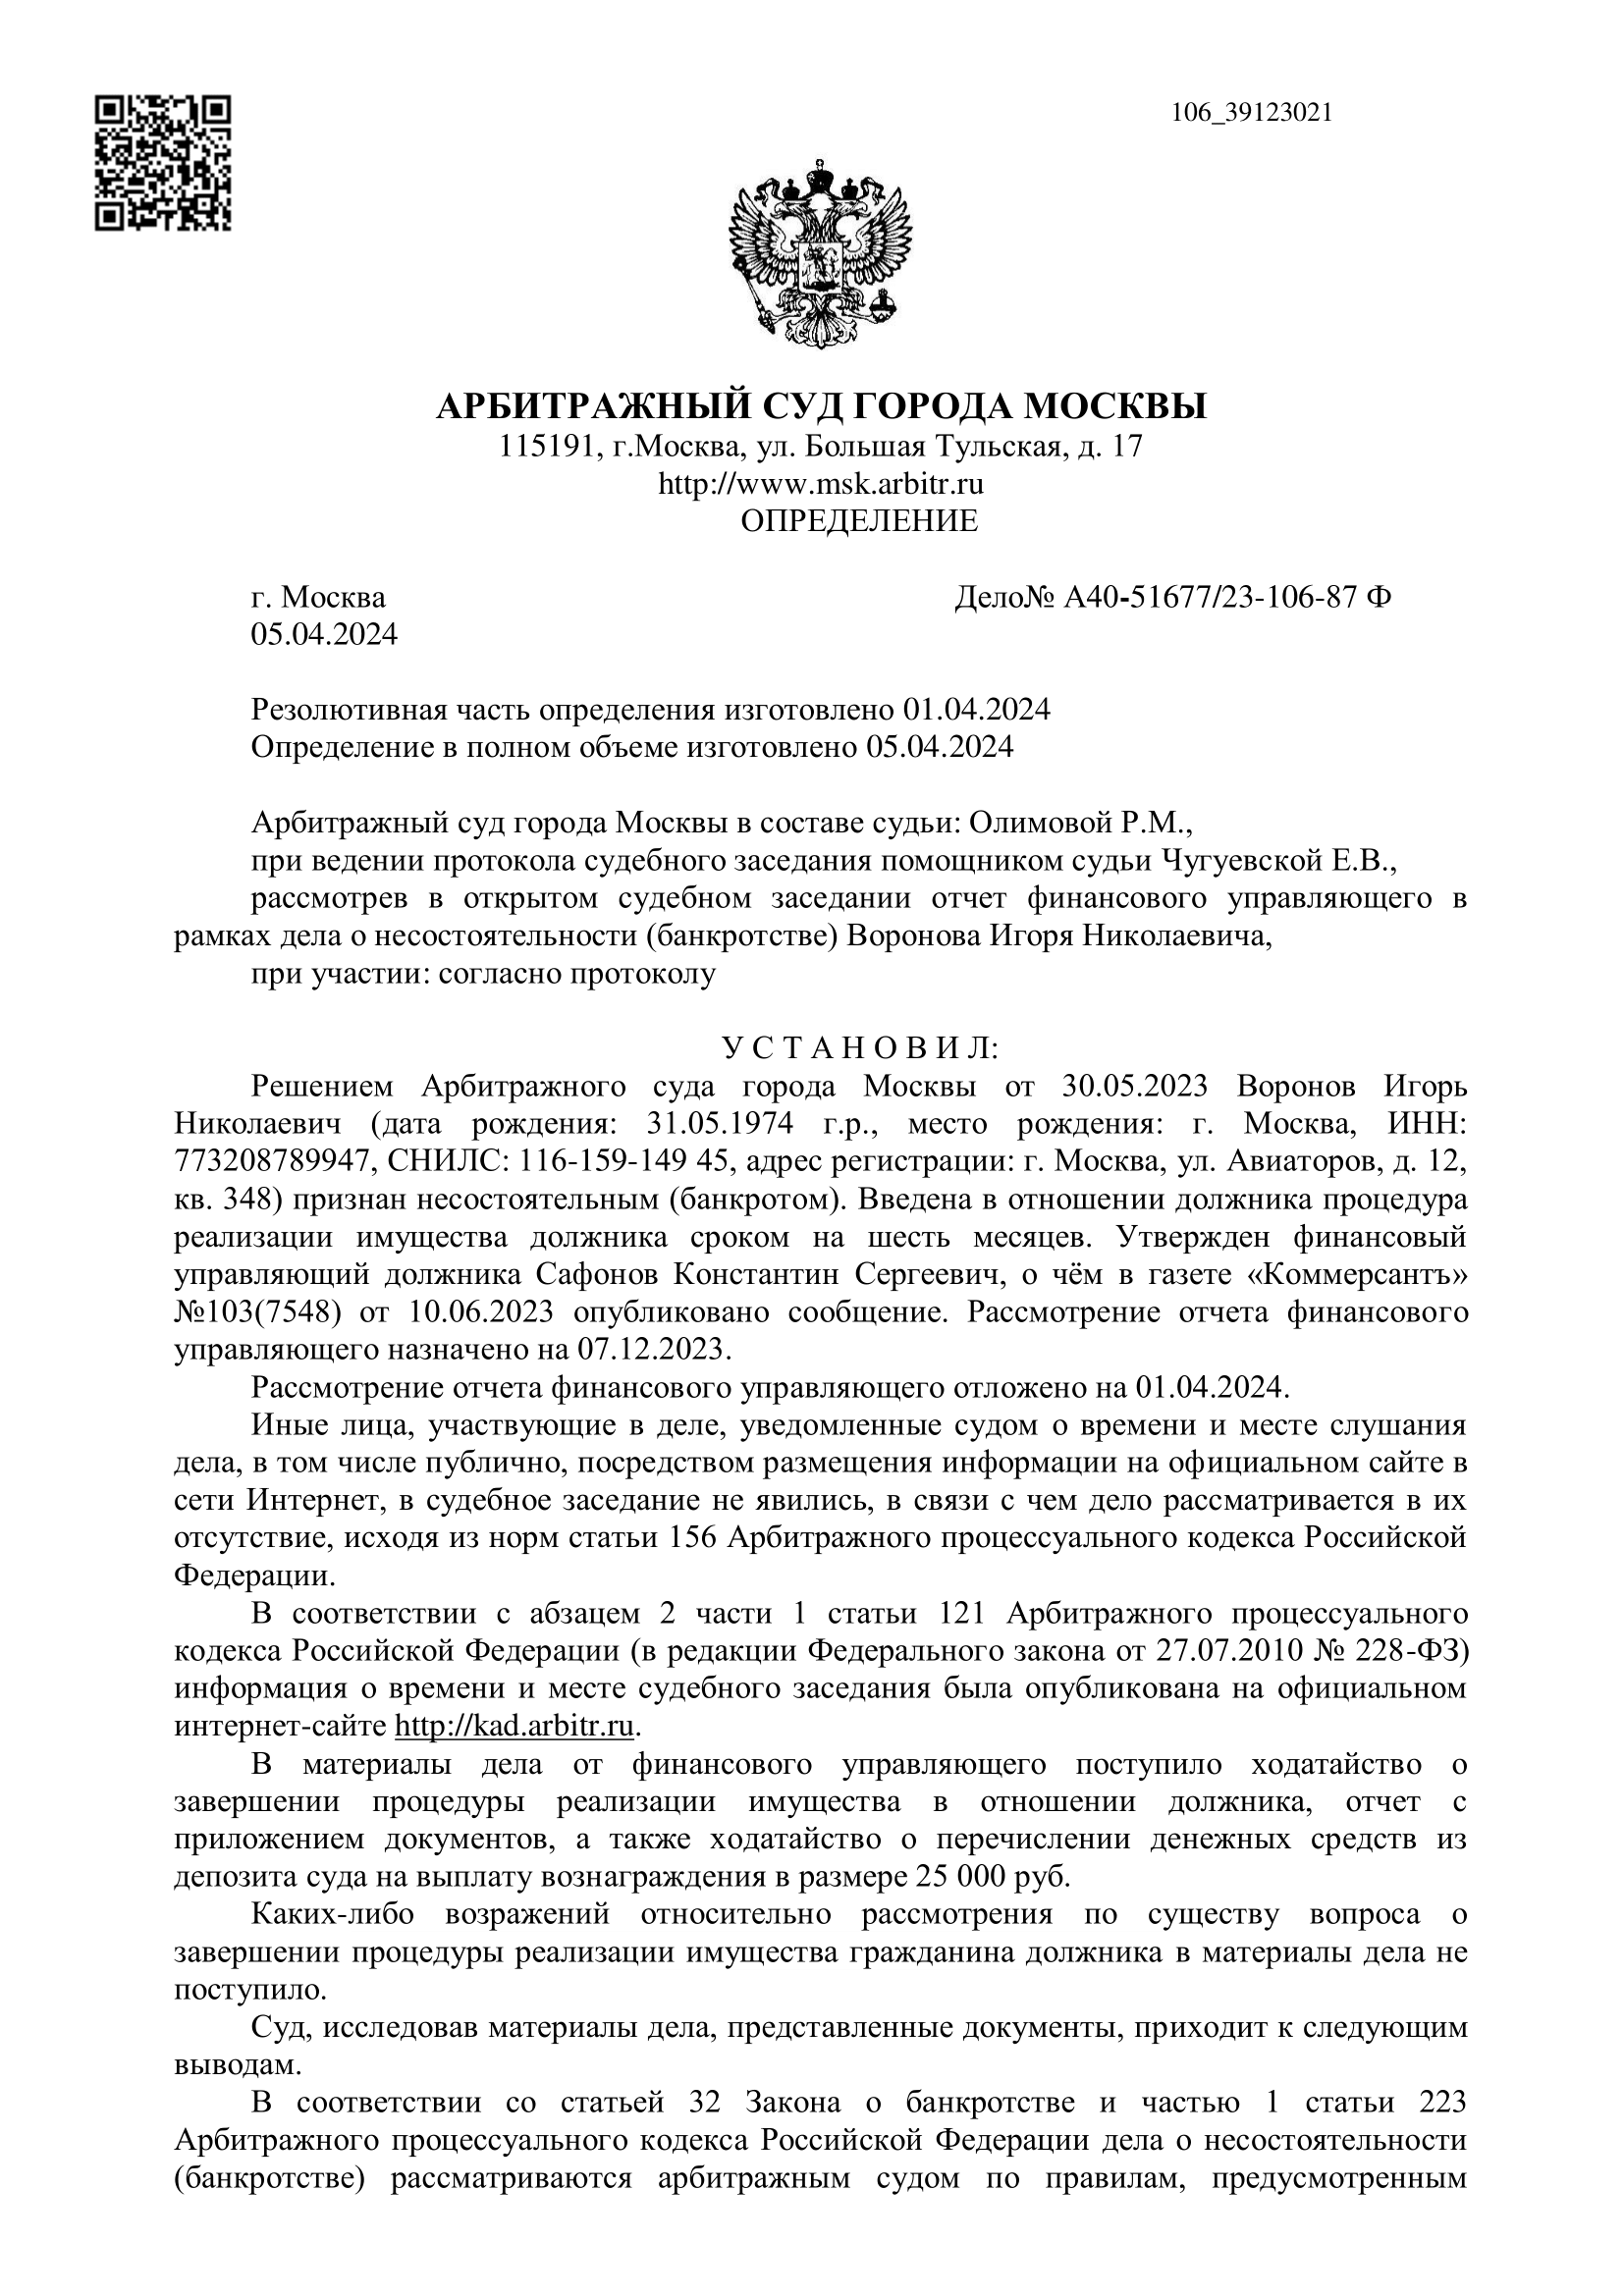 106_39123021
АРБИТРАЖНЫЙ СУД ГОРОДА МОСКВЫ
115191, г.Москва, ул. Большая Тульская, д. 17
http://www.msk.arbitr.ru
ОПРЕДЕЛЕНИЕ
г. Москва Дело№ А40-51677/23-106-87 Ф
05.04.2024
Резолютивная часть определения изготовлено 01.04.2024
Определение в полном объеме изготовлено 05.04.2024
Арбитражный суд города Москвы в составе судьи: Олимовой Р.М.,
при ведении протокола судебного заседания помощником судьи Чугуевской Е.В.,
рассмотрев в открытом судебном заседании отчет финансового управляющего в
рамках дела о несостоятельности (банкротстве) Воронова Игоря Николаевича,
при участии: согласно протоколу
У С Т А Н О В И Л:
Решением Арбитражного суда города Москвы от 30.05.2023 Воронов Игорь
Николаевич (дата рождения: 31.05.1974 г.р., место рождения: г. Москва, ИНН:
773208789947, СНИЛС: 116-159-149 45, адрес регистрации: г. Москва, ул. Авиаторов, д. 12,
кв. 348) признан несостоятельным (банкротом). Введена в отношении должника процедура
реализации имущества должника сроком на шесть месяцев. Утвержден финансовый
управляющий должника Сафонов Константин Сергеевич, о чём в газете «Коммерсантъ»
№103(7548) от 10.06.2023 опубликовано сообщение. Рассмотрение отчета финансового
управляющего назначено на 07.12.2023.
Рассмотрение отчета финансового управляющего отложено на 01.04.2024.
Иные лица, участвующие в деле, уведомленные судом о времени и месте слушания
дела, в том числе публично, посредством размещения информации на официальном сайте в
сети Интернет, в судебное заседание не явились, в связи с чем дело рассматривается в их
отсутствие, исходя из норм статьи 156 Арбитражного процессуального кодекса Российской
Федерации.
В соответствии с абзацем 2 части 1 статьи 121 Арбитражного процессуального
кодекса Российской Федерации (в редакции Федерального закона от 27.07.2010 № 228-ФЗ)
информация о времени и месте судебного заседания была опубликована на официальном
интернет-сайте http://kad.arbitr.ru.
В материалы дела от финансового управляющего поступило ходатайство о
завершении процедуры реализации имущества в отношении должника, отчет с
приложением документов, а также ходатайство о перечислении денежных средств из
депозита суда на выплату вознаграждения в размере 25 000 руб.
Каких-либо возражений относительно рассмотрения по существу вопроса о
завершении процедуры реализации имущества гражданина должника в материалы дела не
поступило.
Суд, исследовав материалы дела, представленные документы, приходит к следующим
выводам.
В соответствии со статьей 32 Закона о банкротстве и частью 1 статьи 223
Арбитражного процессуального кодекса Российской Федерации дела о несостоятельности
(банкротстве) рассматриваются арбитражным судом по правилам, предусмотренным